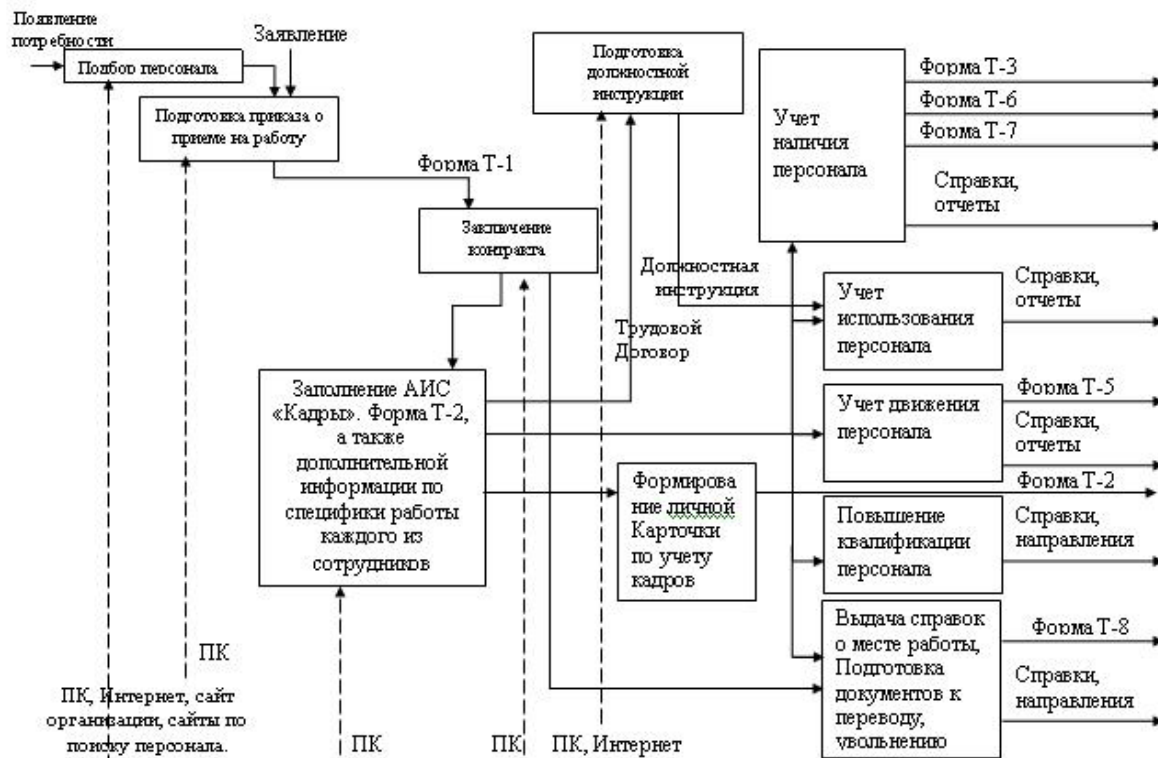 Появление
потребности
Подбор персонала
Заявление
Подготовка приказа о
приеме на работу
Форма Т-1
Заключение
контракта
Подготовка
должностной
инструкции
Учет
наличия
персонала
Форма Т-3
Форма Т-6
Форма Т-7
Справки,
отчеты
Должностная
инструкция
Учет
использования
персонала
Справки,
отчеты
Трудовой
Договор
Заполнение АИС
«Кадры». Форма Т-2,
а также
дополнительной
информации по
специфики работы
каждого из
сотрудников
Учет движения
персонала
Форма Т-5
Справки,
отчеты
Формирова
ние личной
Карточки
по учету
кадров
Форма Т-2
Повышение
квалификации
персонала
Справки,
направления
Выдача справок
о месте работы,
Подготовка
документов к
переводу,
увольнению
Форма Т-8
Справки,
направления
ПК
ПК, Интернет, сайт
организации, сайты по
поиску персонала.
ПК
ПК
ПК, Интернет